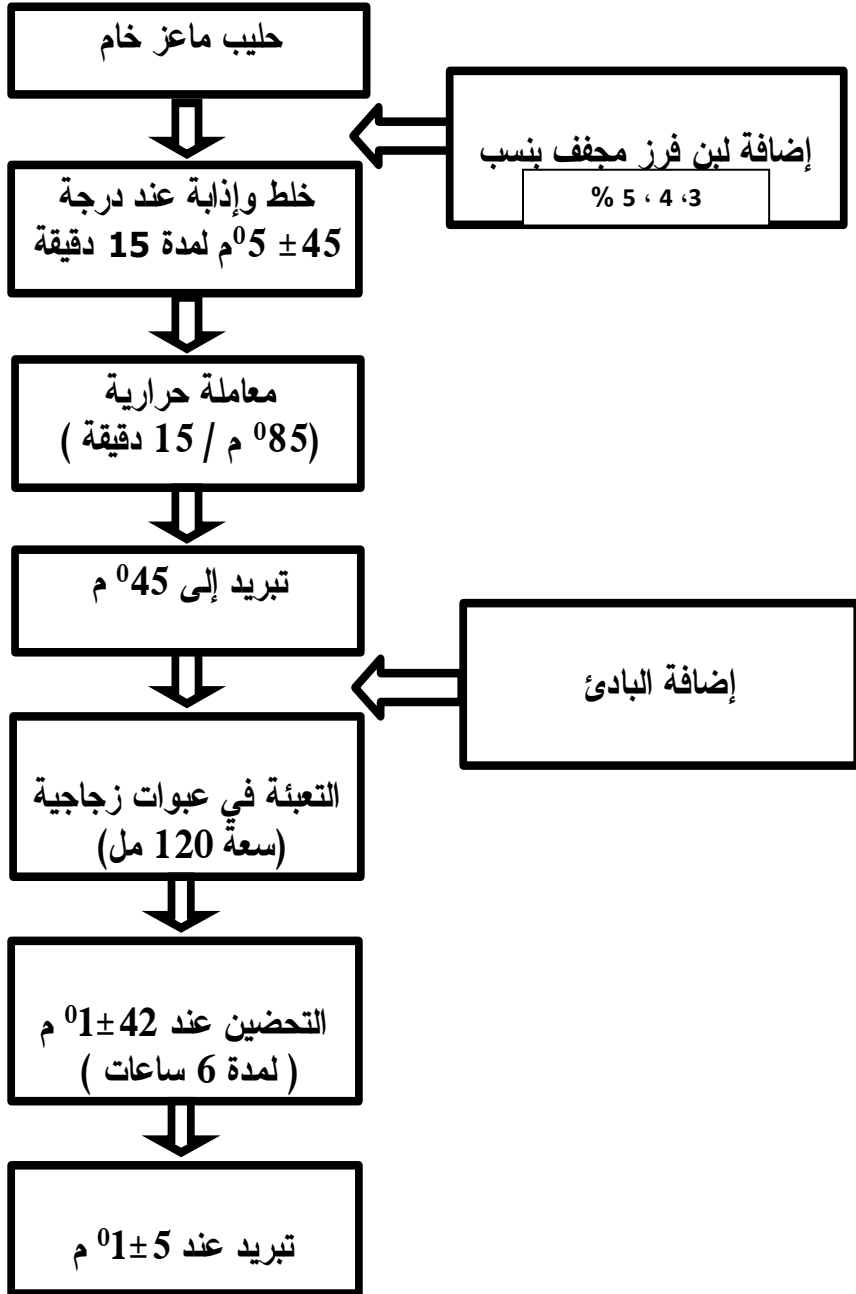 حليب ماعز خام
إضافة لبن فرز مجفف بنسب
3، 4 ، 5 %
خلط وإذابة عند درجة
45 ± 5⁰م لمدة 15 دقيقة
معاملة حرارية
(85⁰ م / 15 دقيقة )
تبريد إلى 45⁰ م
إضافة البادئ
التعبئة في عبوات زجاجية
(سعة 120 مل)
التحضين عند 42±1⁰ م
( لمدة 6 ساعات )
تبريد عند 5±1⁰ م